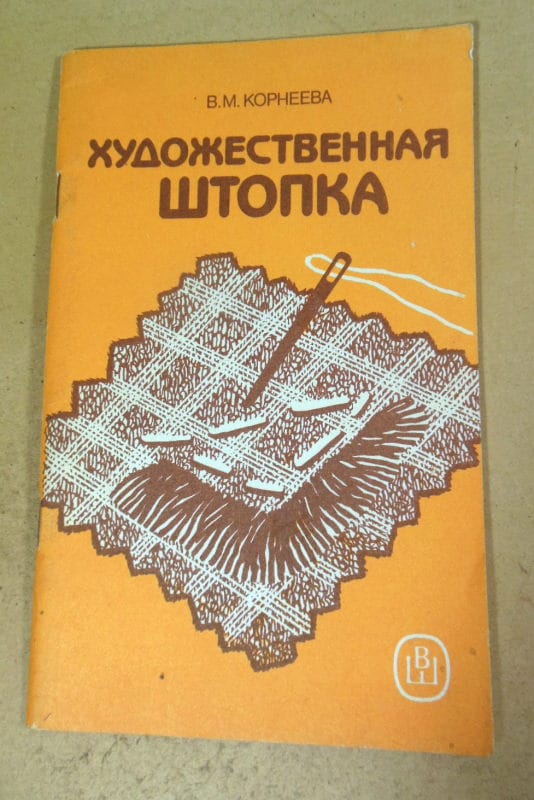 В.М. КОРНЕЕВА
ХУДОЖЕСТВЕННАЯ
ШТОПКА
В
Ш